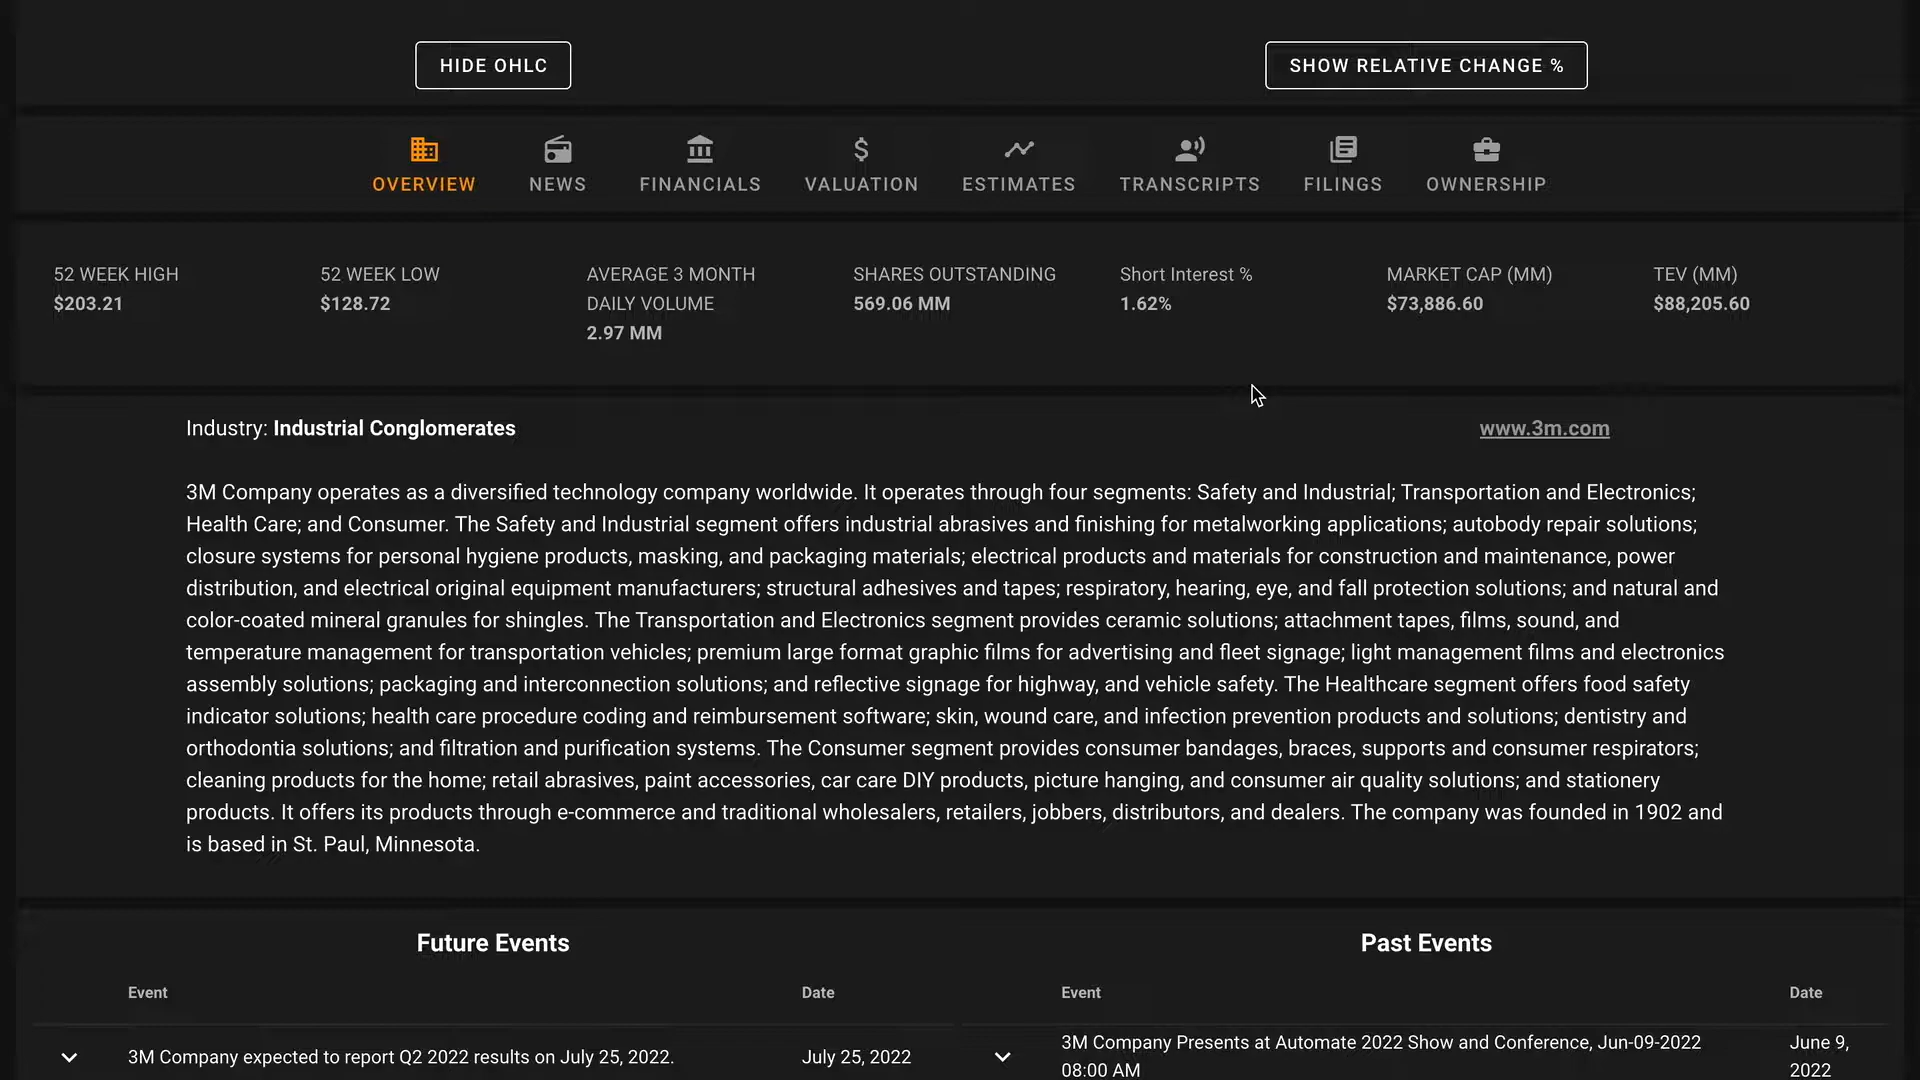 HIDE OHLC
SHOW RELATIVE CHANGE %
OVERVIEW
NEWS
FINANCIALS
VALUATION
ESTIMATES
TRANSCRIPTS
FILINGS
OWNERSHIP
52 WEEK HIGH
$203.21
52 WEEK LOW
$128.72
AVERAGE 3 MONTH
DAILY VOLUME
2.97 MM
SHARES OUTSTANDING
569.06 MM
Short Interest %
1.62%
MARKET CAP (MM)
$73,886.60
TEV (MM)
$88,205.60
Industry: Industrial Conglomerates
www.3m.com
3M Company operates as a diversified technology company worldwide. It operates through four segments: Safety and Industrial; Transportation and Electronics;
Health Care; and Consumer. The Safety and Industrial segment offers industrial abrasives and finishing for metalworking applications; autobody repair solutions;
closure systems for personal hygiene products, masking, and packaging materials; electrical products and materials for construction and maintenance, power
distribution, and electrical original equipment manufacturers; structural adhesives and tapes; respiratory, hearing, eye, and fall protection solutions; and natural and
color-coated mineral granules for shingles. The Transportation and Electronics segment provides ceramic solutions; attachment tapes, films, sound, and
temperature management for transportation vehicles; premium large format graphic films for advertising and fleet signage; light management films and electronics
assembly solutions; packaging and interconnection solutions; and reflective signage for highway, and vehicle safety. The Healthcare segment offers food safety
indicator solutions; health care procedure coding and reimbursement software; skin, wound care, and infection prevention products and solutions; dentistry and
orthodontia solutions; and filtration and purification systems. The Consumer segment provides consumer bandages, braces, supports and consumer respirators;
cleaning products for the home; retail abrasives, paint accessories, car care DIY products, picture hanging, and consumer air quality solutions; and stationery
products. It offers its products through e-commerce and traditional wholesalers, retailers, jobbers, distributors, and dealers. The company was founded in 1902 and
is based in St. Paul, Minnesota.
Future Events
Event
Date
3M Company expected to report Q2 2022 results on July 25, 2022.
July 25, 2022
Past Events
Event
Date
3M Company Presents at Automate 2022 Show and Conference, Jun-09-2022
08:00 AM
June 9,
2022